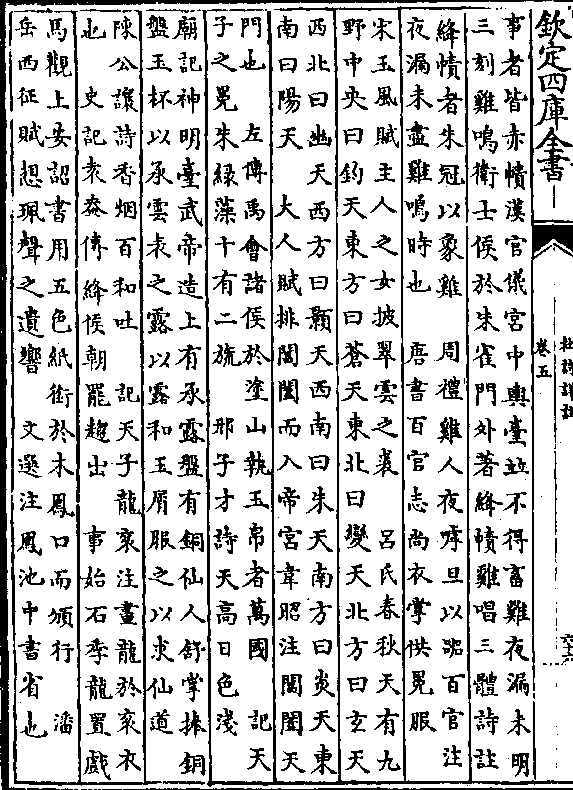 欽定四庫全書
杜詩詳註
卷五
事者皆赤幘漢官儀宮中輿臺並不得畜雞夜漏未明
三刻雞鳴衛士候於朱雀門外著絳幘雞唱三體詩註
絳幘者朱冠以象雞　周禮雞人夜嘑旦以嘂百官注
夜漏未盡雞鳴時也　唐書百官志尚衣掌供冕服
宋玉風賦主人之女披翠雲之裘　呂氏春秋天有九
野中央曰鈞天東方曰蒼天東北曰變天北方曰玄天
西北曰幽天西方曰顥天西南曰朱天南方曰炎天東
南曰陽天　大人賦排閶闔而入帝宮韋昭注閶闔天
門也　左傳禹會諸侯於塗山執玉帛者萬國　記天
子之冕朱綠藻十有二旒　邢子才詩天高日色淺
廟記神明臺武帝造上有承露盤有銅仙人舒掌捧銅
盤玉杯以承雲表之露以露和玉屑服之以求仙道
陳公讓詩香烟百和吐　記天子龍衮注畫龍於衮衣
也　史記袁盎傳絳侯朝罷趨出　事始石季龍置戲
馬觀上安詔書用五色紙銜於木鳳口而頒行　潘
岳西征賦想珮聲之遺響　文選注鳳池中書省也